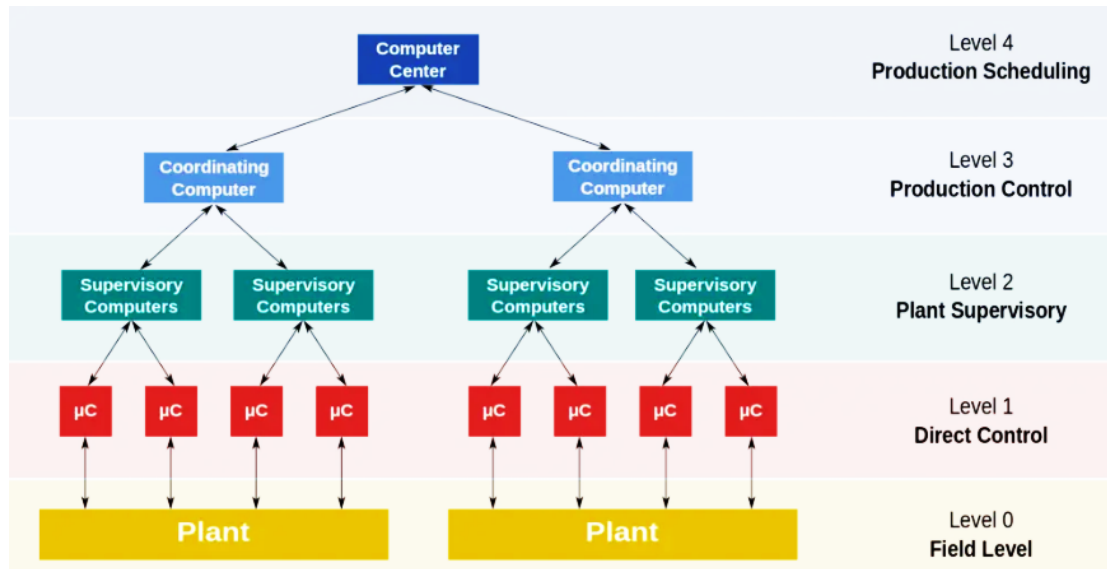 Computer
Center
Level 4
Production Scheduling
Coordinating
Computer
Coordinating
Computer
Level 3
Production Control
Supervisory
Computers
Supervisory
Computers
Supervisory
Computers
Supervisory
Computers
Level 2
Plant Supervisory
µC
µC
µC
µC
µC
µC
µC
µC
Level 1
Direct Control
Plant
Plant
Level 0
Field Level